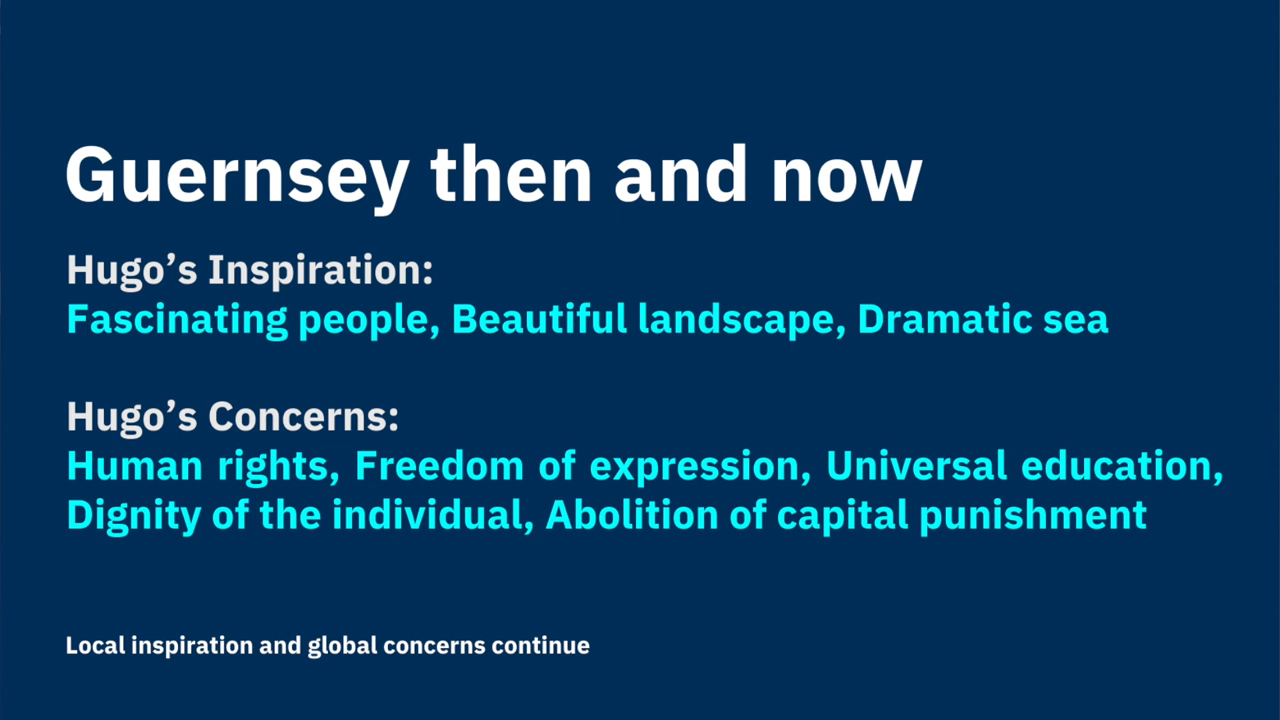 Guernsey then and now
Hugo’s Inspiration:
Fascinating people, Beautiful landscape, Dramatic sea
Hugo’s Concerns:
Human rights, Freedom of expression, Universal education,
Dignity of the individual, Abolition of capital punishment
Local inspiration and global concerns continue